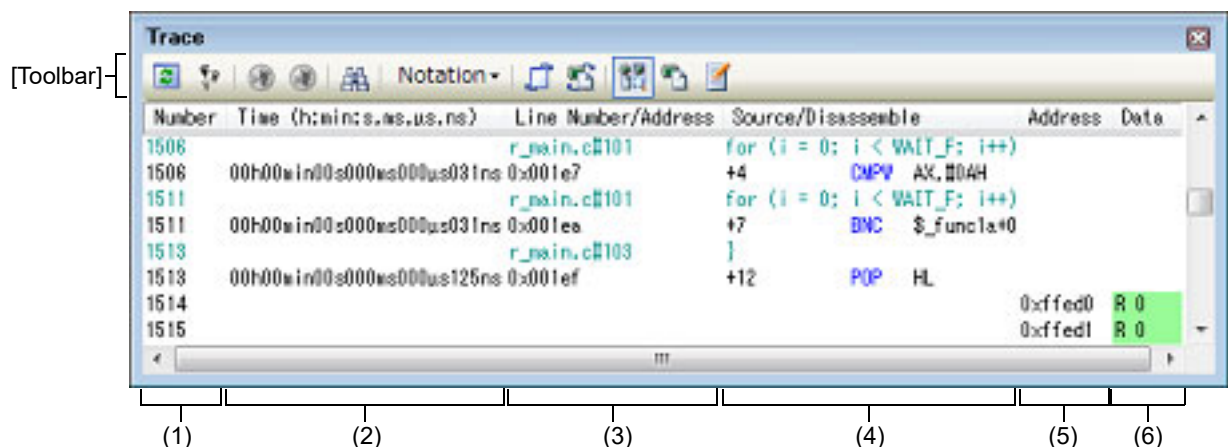 Trace
[Toolbar]
Notation
Number Time (h:min:s,ms,µs,ns) Line Number/Address Source/Disassemble Address Data
1506 r_main.c#101 for (i = 0; i < WAIT_F; i++)
1506 00h00min00s000ms000µs031ns 0x001e7 +4 CMPW AX,#0AH
1511 r_main.c#101 for (i = 0; i < WAIT_F; i++)
1511 00h00min00s000ms000µs031ns 0x001ea +7 BNC $_func1a+0
1513 r_main.c#103 }
1513 00h00min00s000ms000µs125ns 0x001ef +12 POP HL
1514 0xffed0 R 0
1515 0xffed1 R 0
(1) (2) (3) (4) (5) (6)